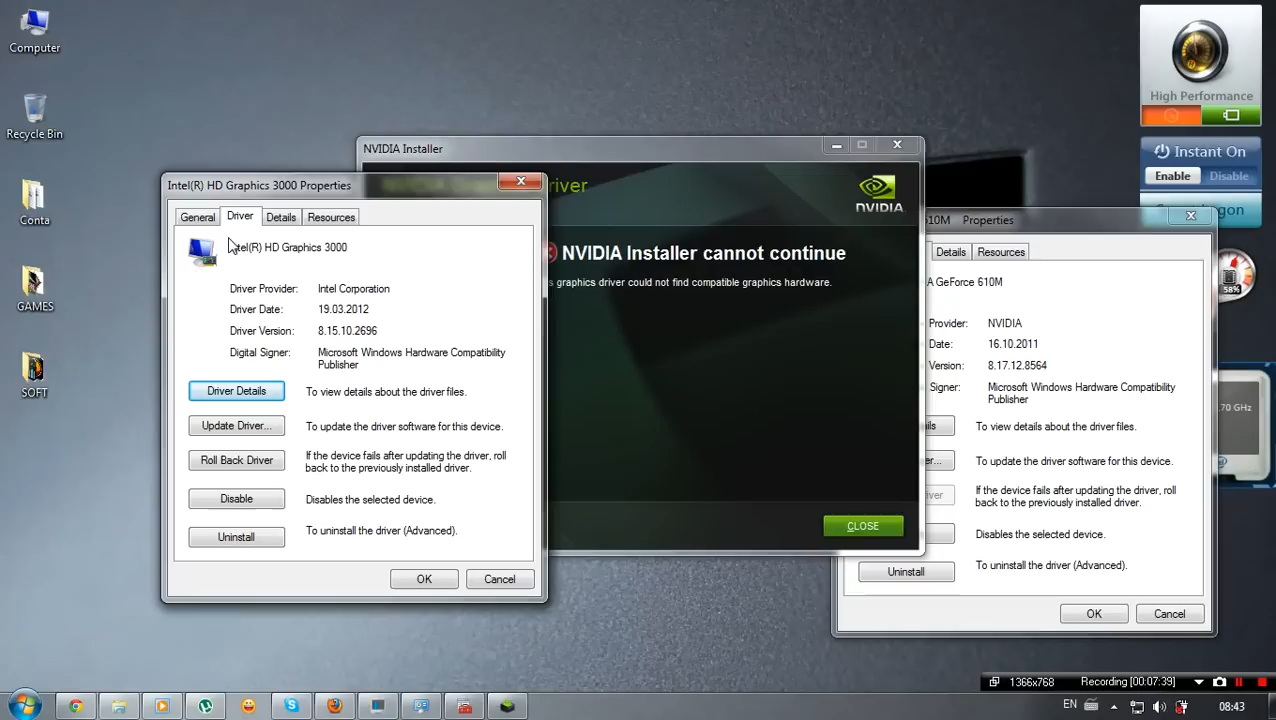 Computer
Recycle Bin
Conta
GAMES
SOFT
High Performance
Instant On
Enable
Disable
58%
.70 GHz
NVIDIA Installer
NVIDIA
NVIDIA Installer cannot continue
graphics driver could not find compatible graphics hardware.
CLOSE
Intel(R) HD Graphics 3000 Properties
General
Driver
Details
Resources
tel(R) HD Graphics 3000
Driver Provider: Intel Corporation
Driver Date: 19.03.2012
Driver Version: 8.15.10.2696
Digital Signer: Microsoft Windows Hardware Compatibility
Publisher
Driver Details
To view details about the driver files.
Update Driver...
To update the driver software for this device.
Roll Back Driver
If the device fails after updating the driver, roll
back to the previously installed driver.
Disable
Disables the selected device.
Uninstall
To uninstall the driver (Advanced).
OK
Cancel
10M Properties
Details
Resources
A GeForce 610M
Provider: NVIDIA
Date: 16.10.2011
Version: 8.17.12.8564
Signer: Microsoft Windows Hardware Compatibility
Publisher
ils
To view details about the driver files.
er...
To update the driver software for this device.
iver
If the device fails after updating the driver, roll
back to the previously installed driver.
Disables the selected device.
Uninstall
To uninstall the driver (Advanced).
OK
Cancel
1366x768
Recording [00:07:39]
EN
08:43